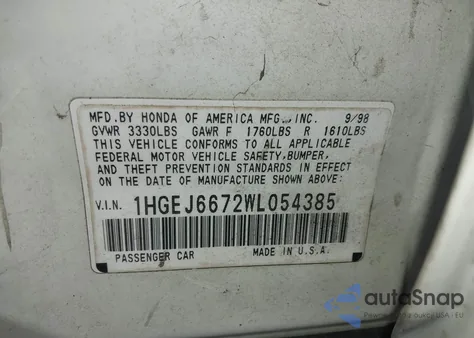 MFD. BY HONDA OF AMERICA MFG., INC. 9/98
GVWR 3330LBS GAWR F 1760LBS R 1610LBS
THIS VEHICLE CONFORMS TO ALL APPLICABLE
FEDERAL MOTOR VEHICLE SAFETY, BUMPER,
AND THEFT PREVENTION STANDARDS IN EFFECT
ON THE DATE OF MANUFACTURE SHOWN ABOVE:
V.I.N. 1HGEJ6672WL054385
PASSENGER CAR MADE IN U.S.A.
autoSnap